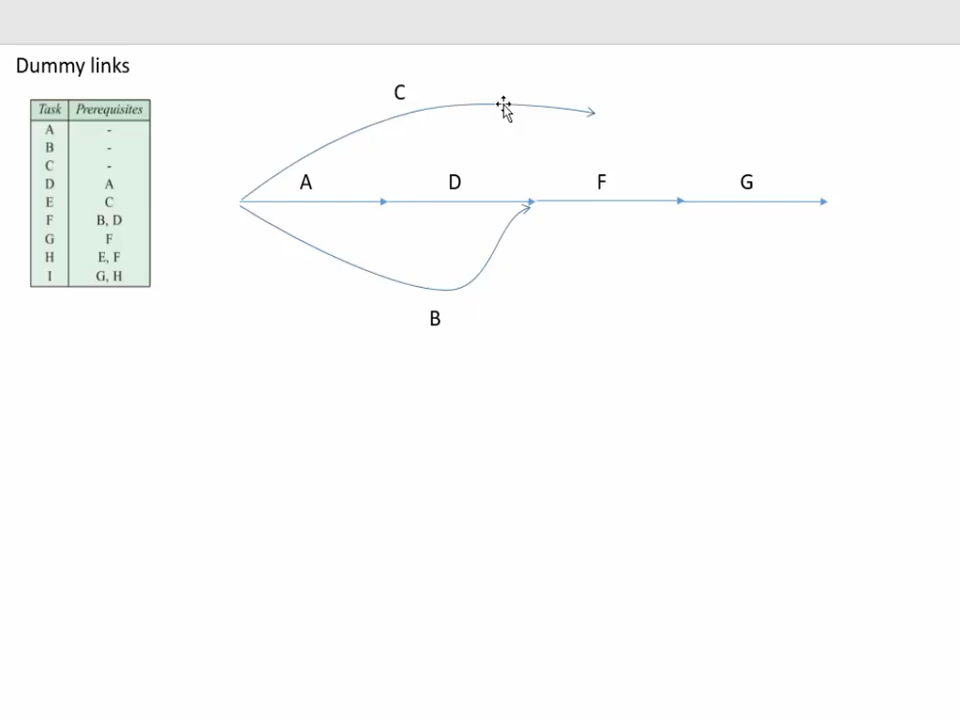 Dummy links
Task Prerequisites
A -
B -
C -
D A
E C
F B, D
G F
H E, F
I G, H
C
A D F G
B